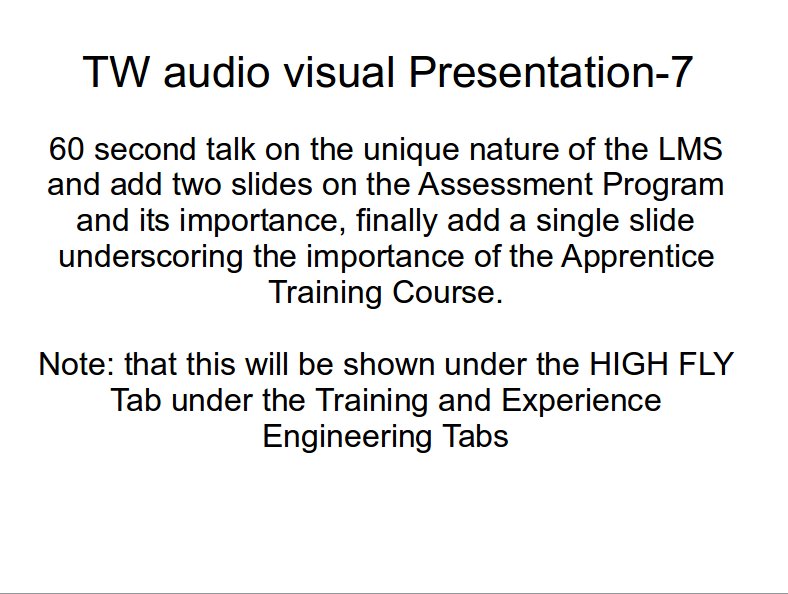 TW audio visual Presentation-7
60 second talk on the unique nature of the LMS
and add two slides on the Assessment Program
and its importance, finally add a single slide
underscoring the importance of the Apprentice
Training Course.
Note: that this will be shown under the HIGH FLY
Tab under the Training and Experience
Engineering Tabs